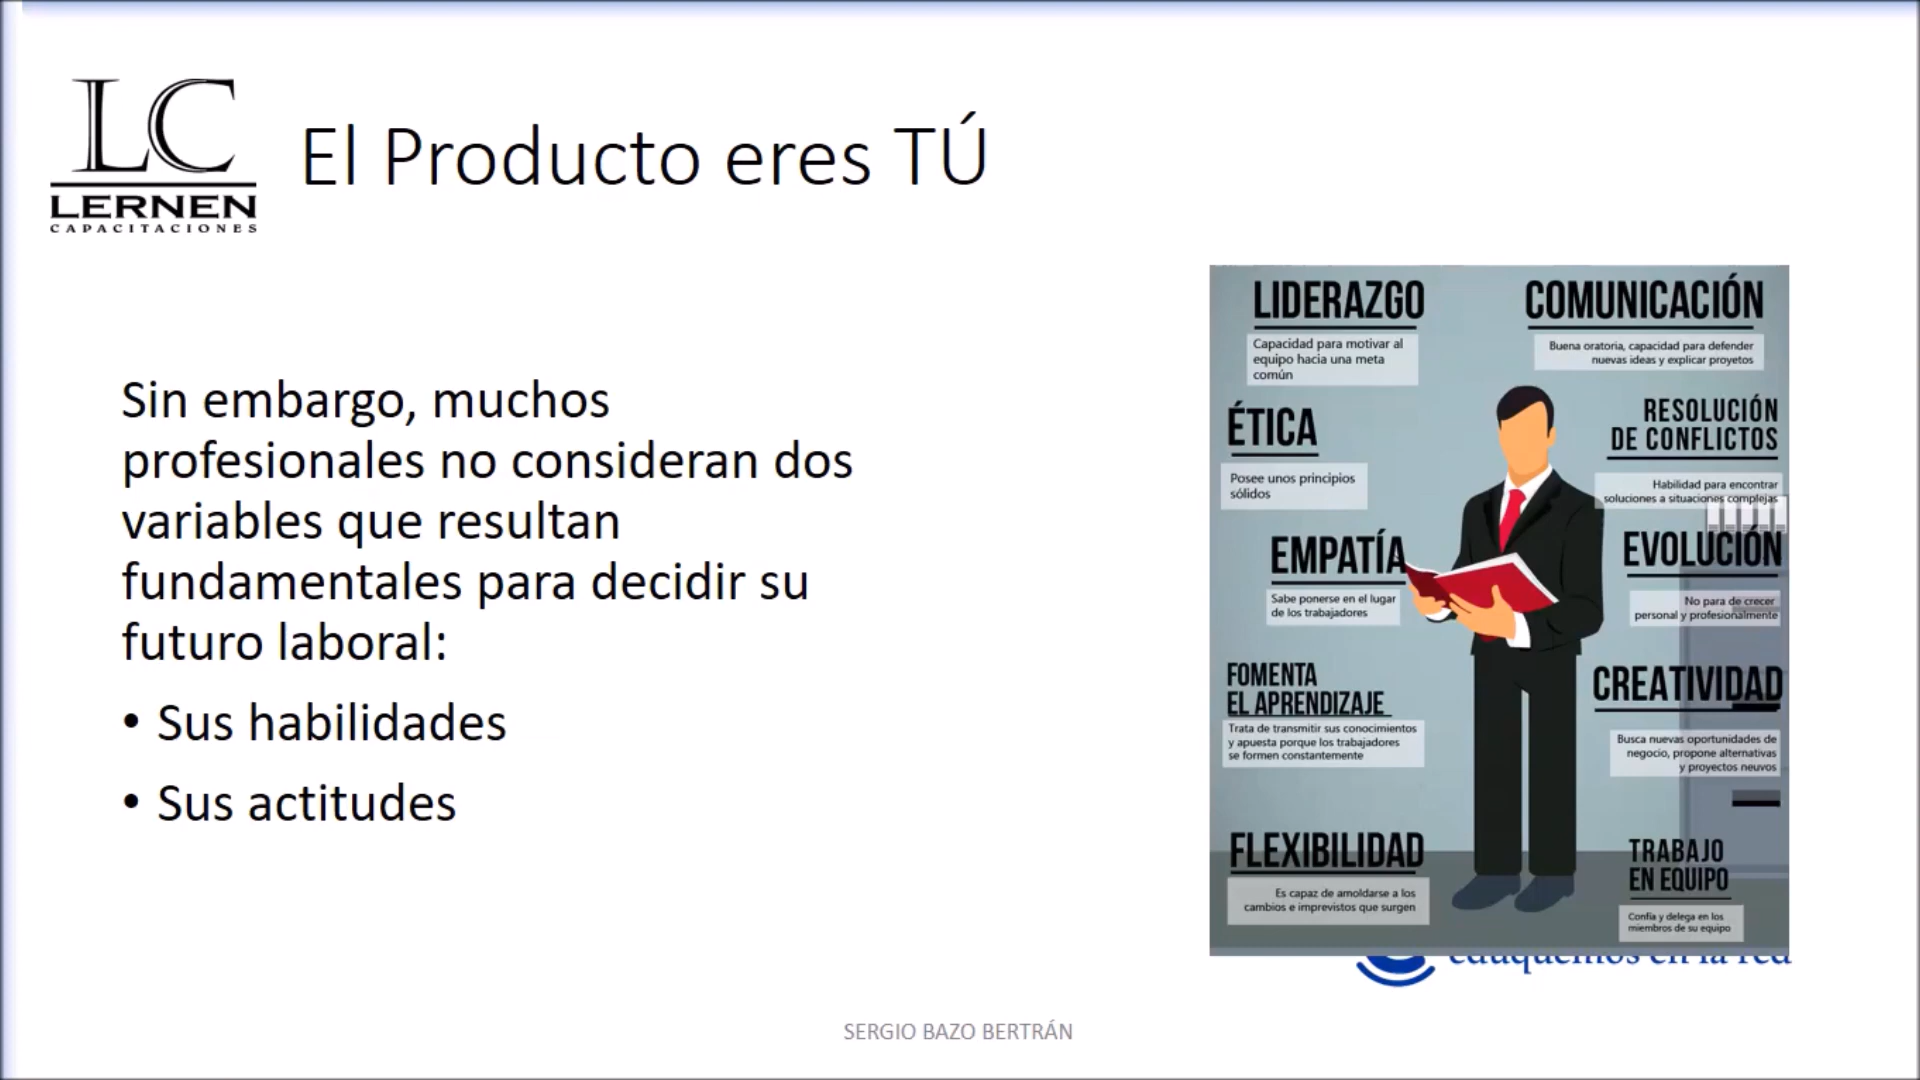 LC
LERNEN
CAPACITACIONES
El Producto eres TÚ
Sin embargo, muchos
profesionales no consideran dos
variables que resultan
fundamentales para decidir su
futuro laboral:
• Sus habilidades
• Sus actitudes
LIDERAZGO
Capacidad para motivar al
equipo hacia una meta
común
COMUNICACIÓN
Buena oratoria, capacidad para defender
nuevas ideas y explicar proyetos
ÉTICA
Posee unos principios
sólidos
RESOLUCIÓN
DE CONFLICTOS
Habilidad para encontrar
soluciones a situaciones complejas
EMPATÍA
Sabe ponerse en el lugar
de los trabajadores
EVOLUCIÓN
No para de crecer
personal y profesionalmente
FOMENTA
EL APRENDIZAJE
Trata de transmitir sus conocimientos
y apuesta porque los trabajadores
se formen constantemente
CREATIVIDAD
Busca nuevas oportunidades de
negocio, propone alternativas
y proyectos neuvos
FLEXIBILIDAD
Es capaz de amoldarse a los
cambios e imprevistos que surgen
TRABAJO
EN EQUIPO
Confía y delega en los
miembros de su equipo
eduquemos en la red
SERGIO BAZO BERTRÁN